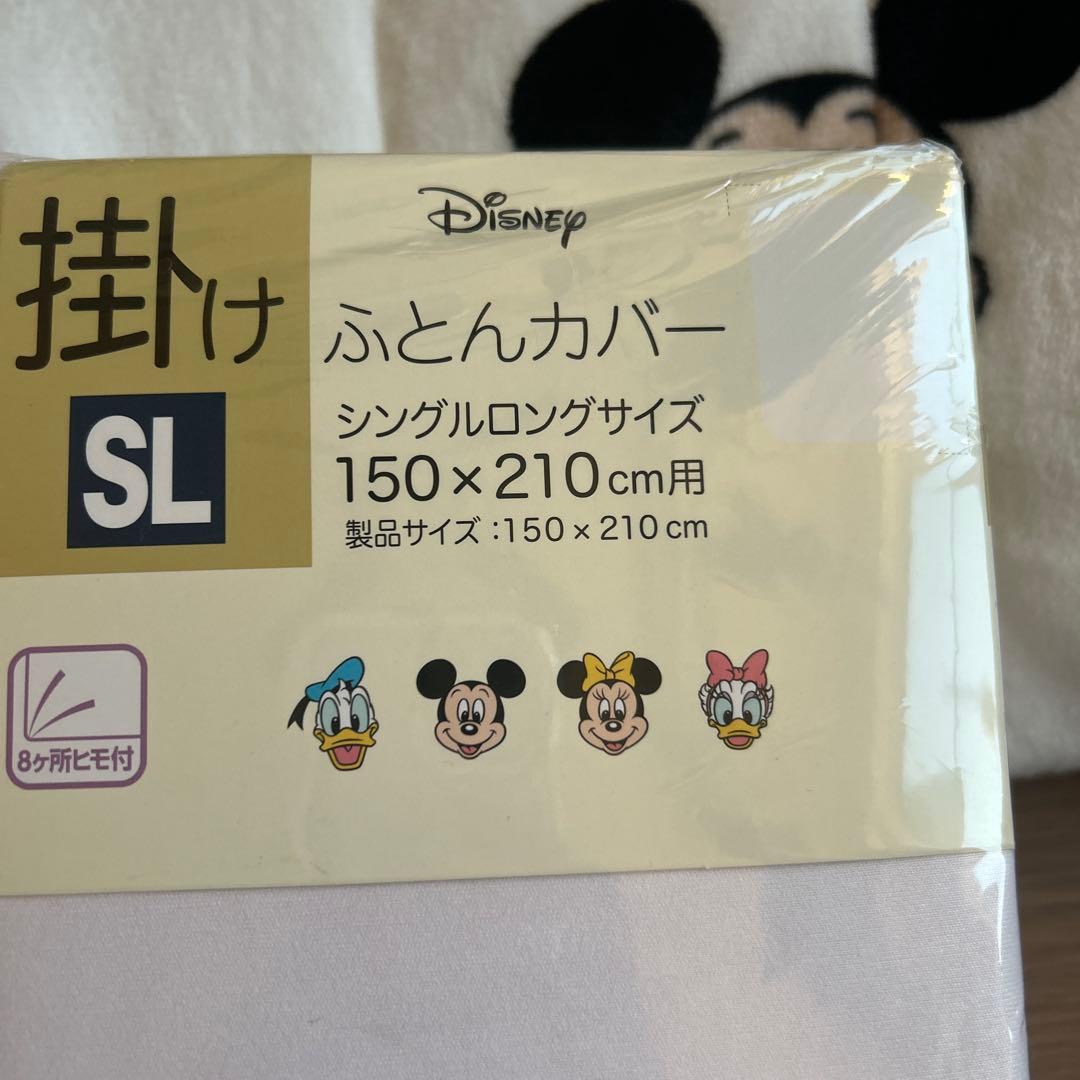 Disney
掛け ふとんカバー
SL
シングルロングサイズ
150×210cm用
製品サイズ:150×210cm
8ヶ所ヒモ付